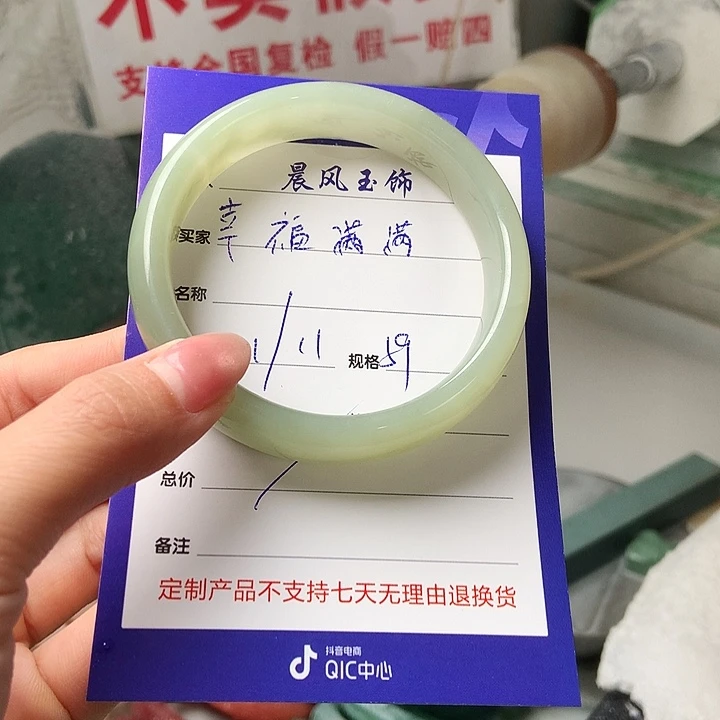 支持全国复检 假一赔四
晨风玉饰
买家 幸福满满
名称
11/11 规格 59
总价 /
备注
定制产品不支持七天无理由退换货
抖音电商
QIC中心